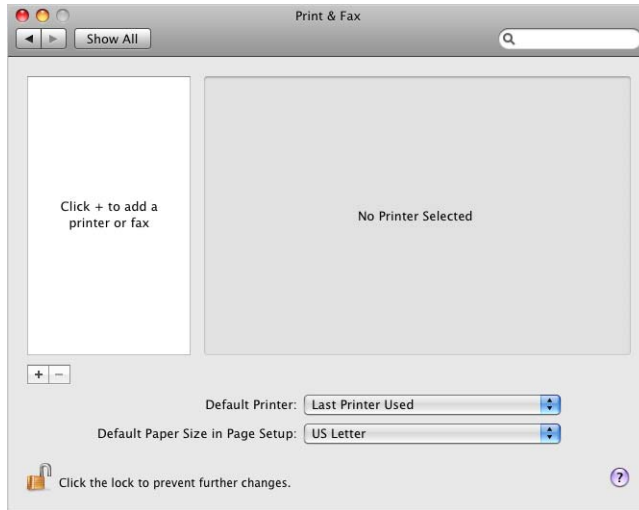 Print & Fax
Show All
Click + to add a
printer or fax
No Printer Selected
+ −
Default Printer: Last Printer Used
Default Paper Size in Page Setup: US Letter
Click the lock to prevent further changes.
?